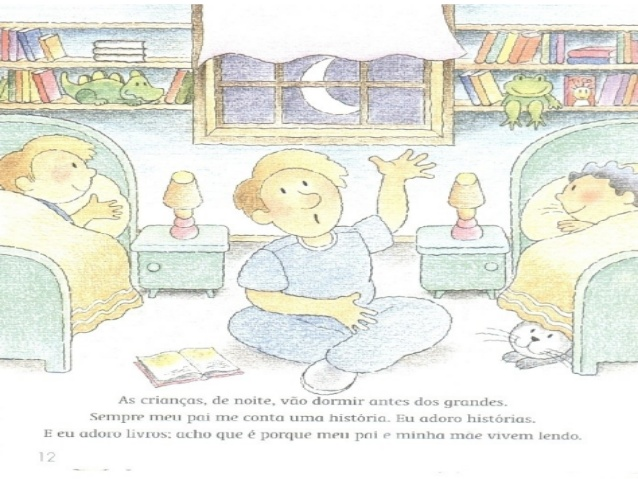 As crianças, de noite, vão dormir antes dos grandes.
Sempre meu pai me conta uma história. Eu adoro histórias.
E eu adoro livros; acho que é porque meu pai e minha mãe vivem lendo.
12